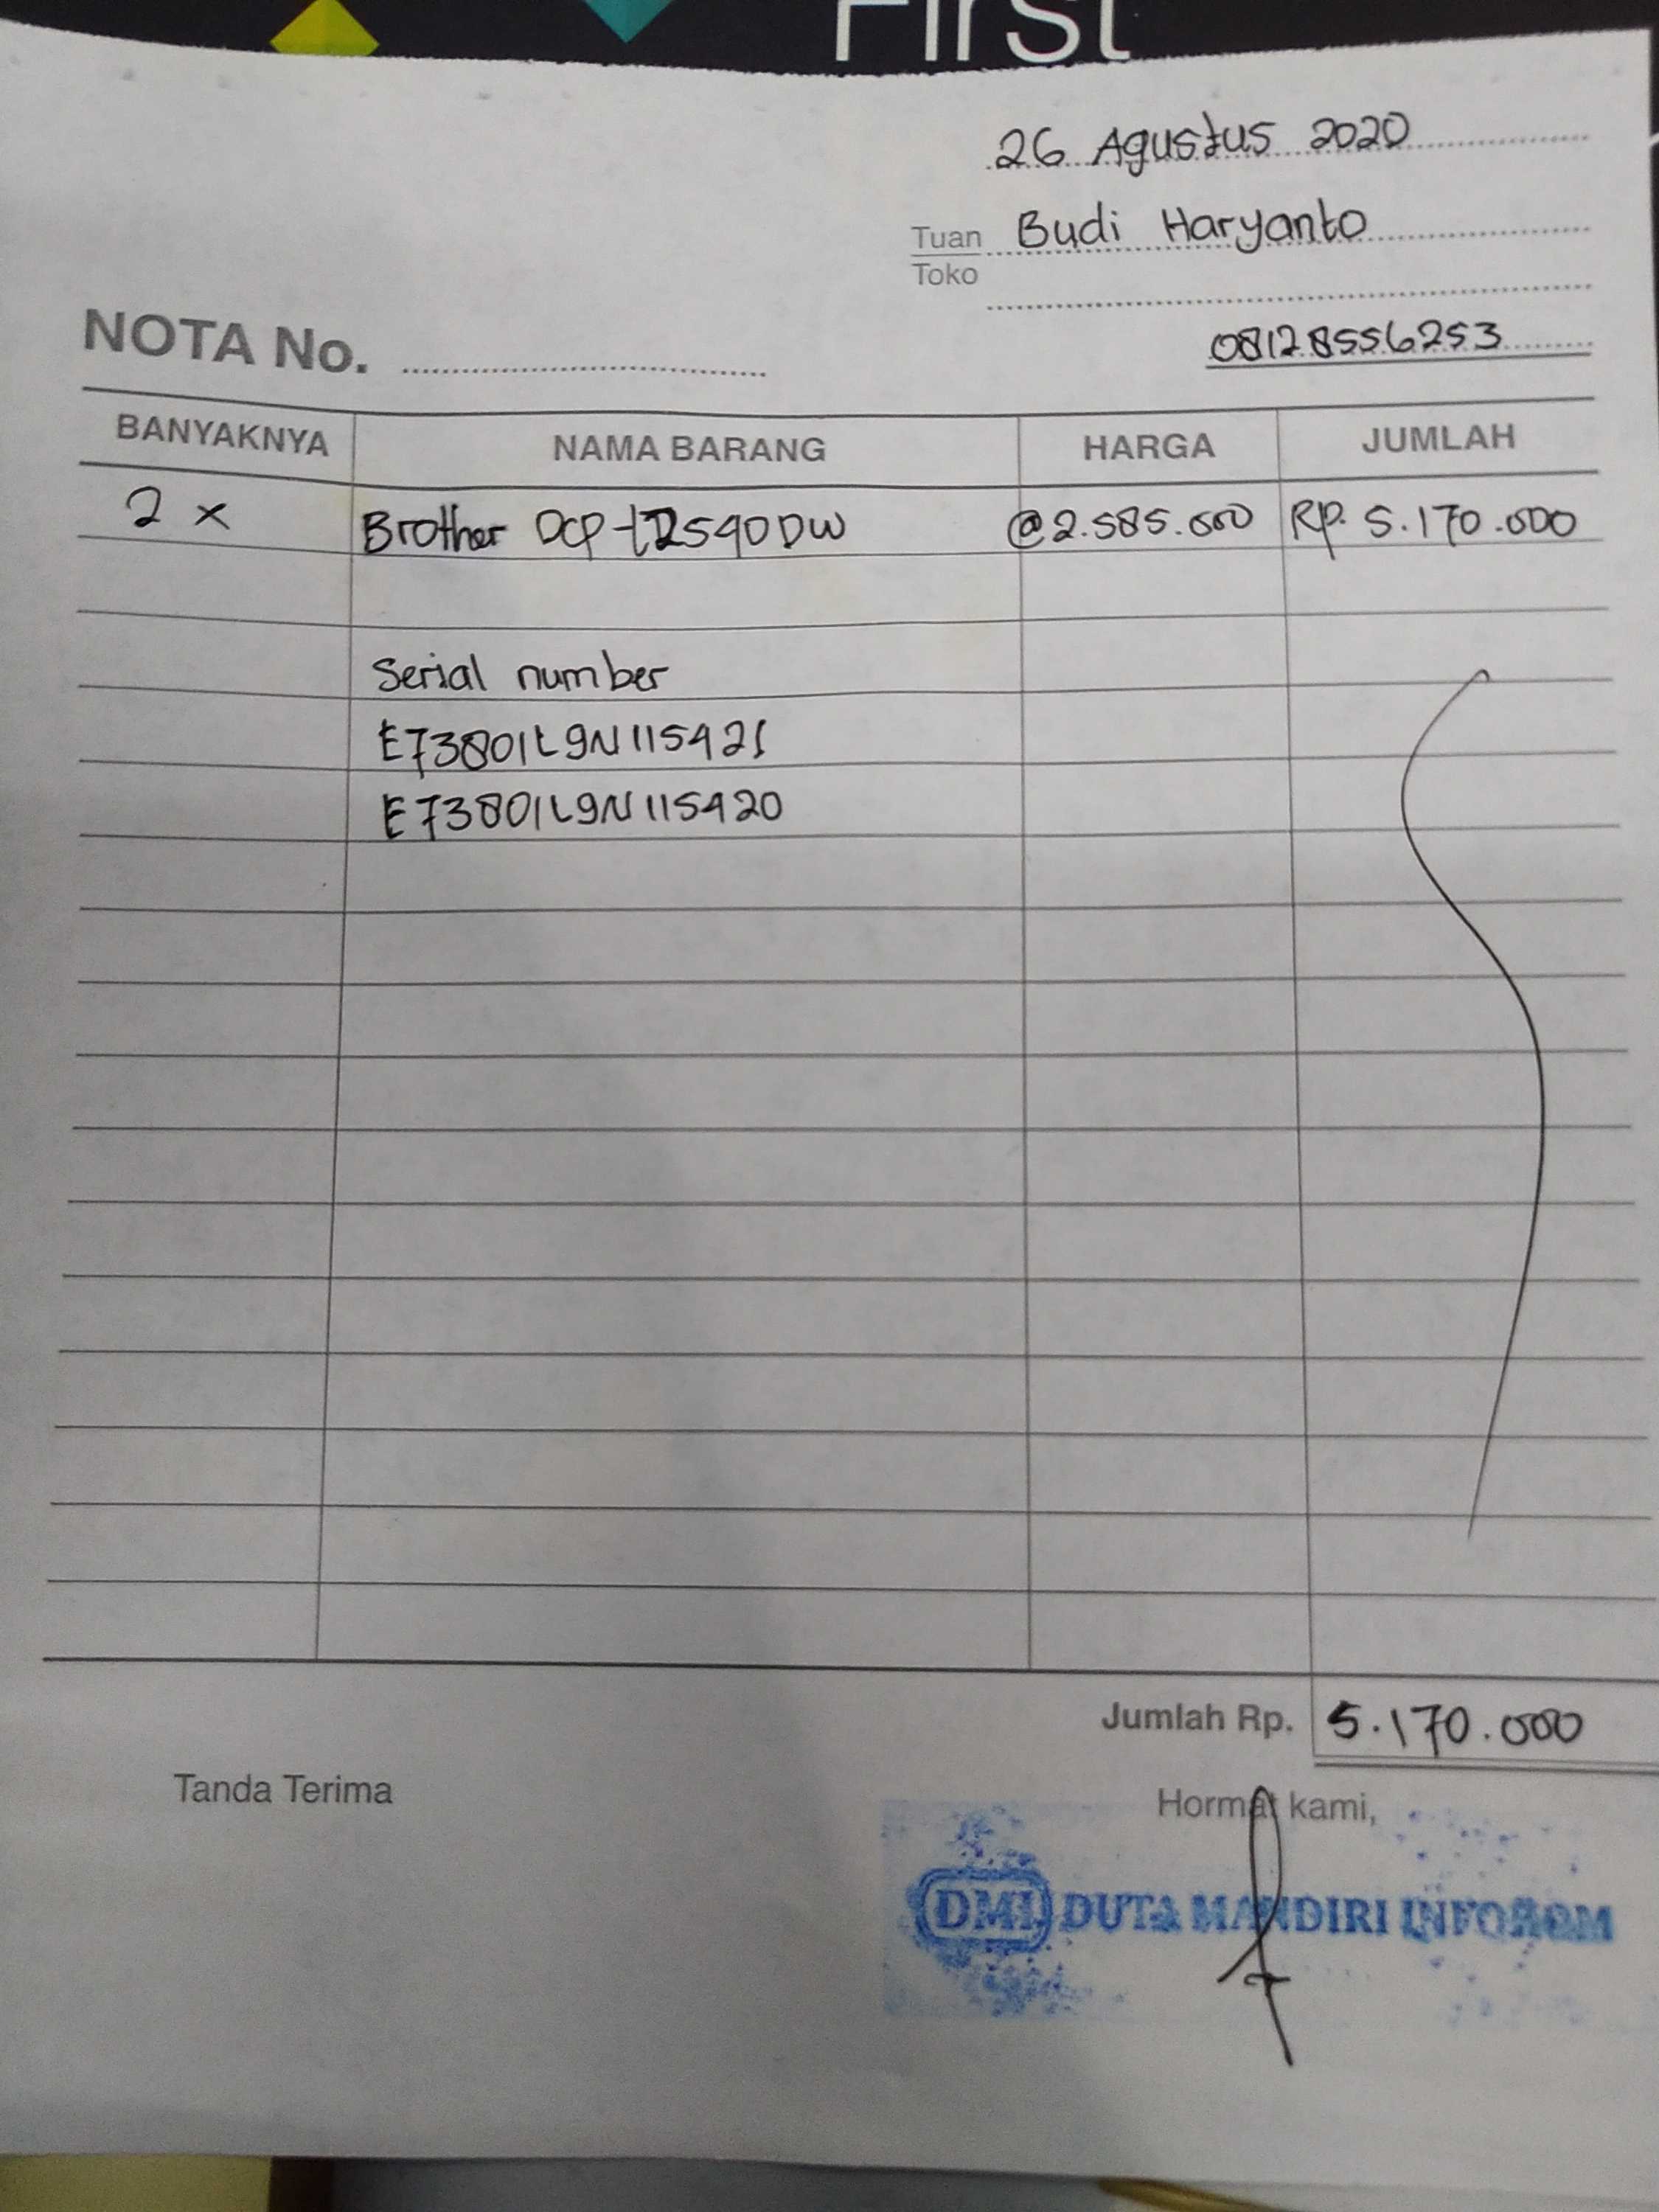 First
26 Agustus 2020
Tuan Budi Haryanto
Toko
08128556253
NOTA No.
BANYAKNYA NAMA BARANG HARGA JUMLAH
2 x Brother DCP-L2540DW @2.585.000 Rp. 5.170.000
Serial number
E73801L9N115421
E73801L9N115420
Jumlah Rp. 5.170.000
Tanda Terima Hormat kami,
DMI DUTA MANDIRI INFOKOM